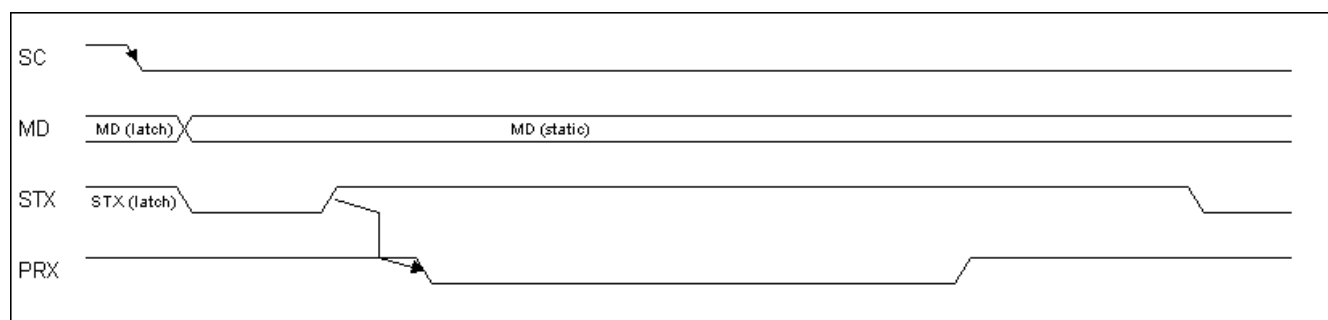 SC
MD MD (latch) MD (static)
STX STX (latch)
PRX